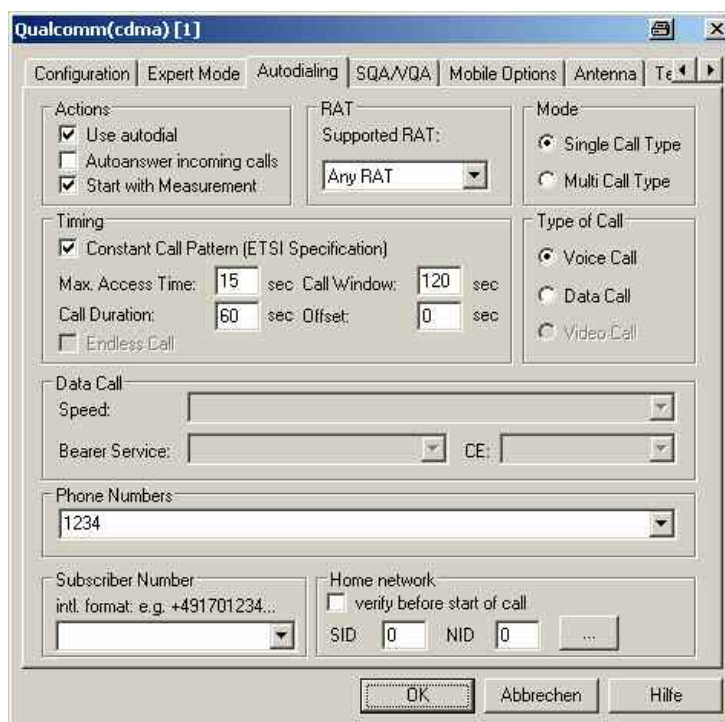 Qualcomm(cdma) [1]
Configuration Expert Mode Autodialing SQA/VQA Mobile Options Antenna Te
Actions
Use autodial
Autoanswer incoming calls
Start with Measurement
RAT
Supported RAT:
Any RAT
Mode
Single Call Type
Multi Call Type
Timing
Constant Call Pattern (ETSI Specification)
Max. Access Time: 15 sec Call Window: 120 sec
Call Duration: 60 sec Offset: 0 sec
Endless Call
Type of Call
Voice Call
Data Call
Video Call
Data Call
Speed:
Bearer Service: CE:
Phone Numbers
1234
Subscriber Number
intl. format: e.g. +491701234...
Home network
verify before start of call
SID 0 NID 0 ...
OK Abbrechen Hilfe